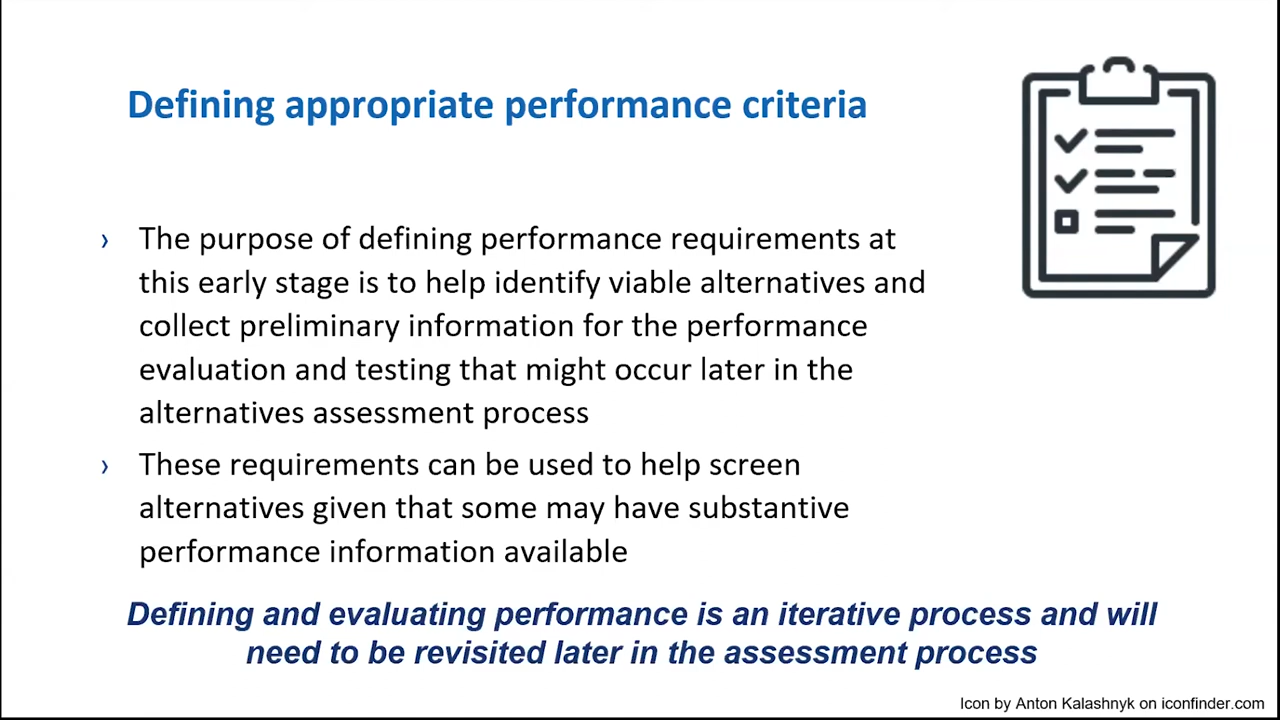 Defining appropriate performance criteria
› The purpose of defining performance requirements at
this early stage is to help identify viable alternatives and
collect preliminary information for the performance
evaluation and testing that might occur later in the
alternatives assessment process
› These requirements can be used to help screen
alternatives given that some may have substantive
performance information available
Defining and evaluating performance is an iterative process and will
need to be revisited later in the assessment process
Icon by Anton Kalashnyk on iconfinder.com